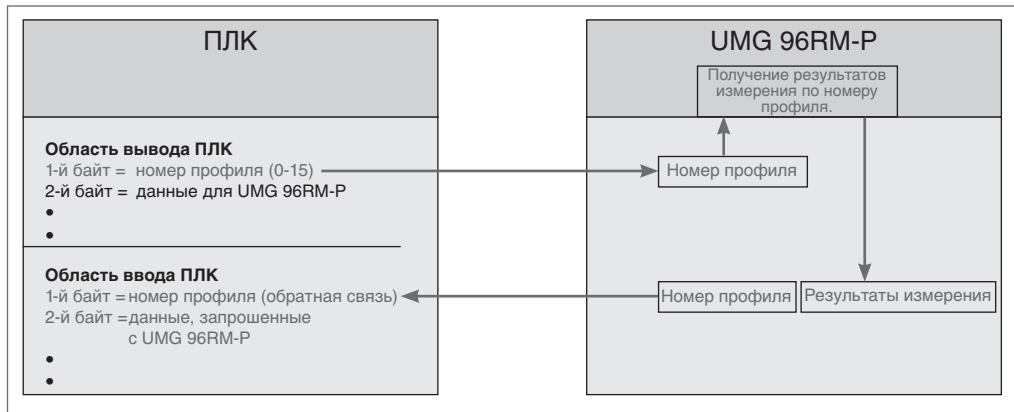 ПЛК
Область вывода ПЛК
1-й байт = номер профиля (0-15)
2-й байт = данные для UMG 96RM-P
•
•
Область ввода ПЛК
1-й байт = номер профиля (обратная связь)
2-й байт = данные, запрошенные
с UMG 96RM-P
•
•
UMG 96RM-P
Получение результатов
измерения по номеру
профиля.
Номер профиля
Номер профиля
Результаты измерения